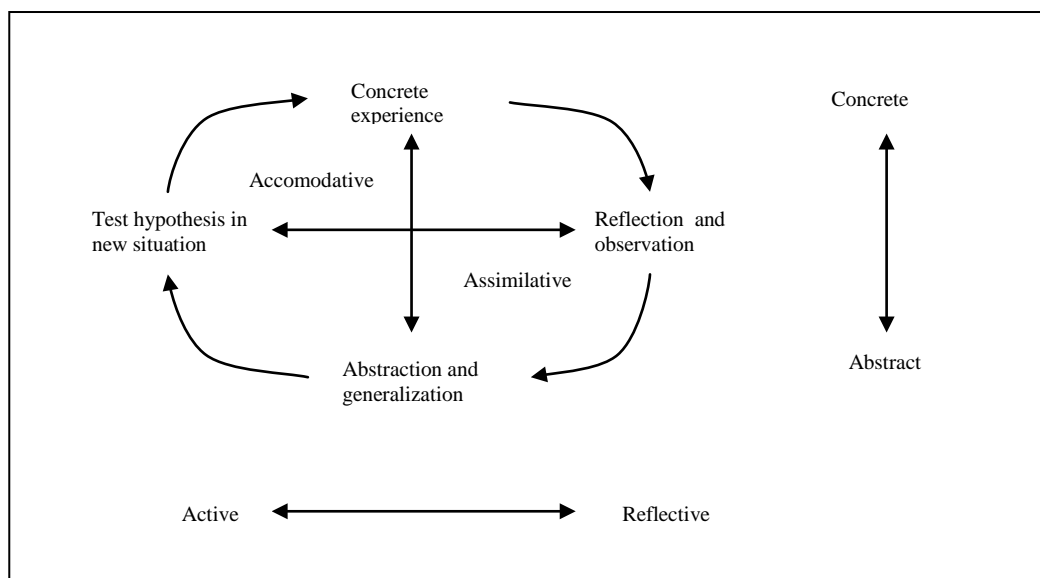 Concrete
experience
Concrete
Accomodative
Test hypothesis in
new situation
Reflection and
observation
Assimilative
Abstraction and
generalization
Abstract
Active
Reflective